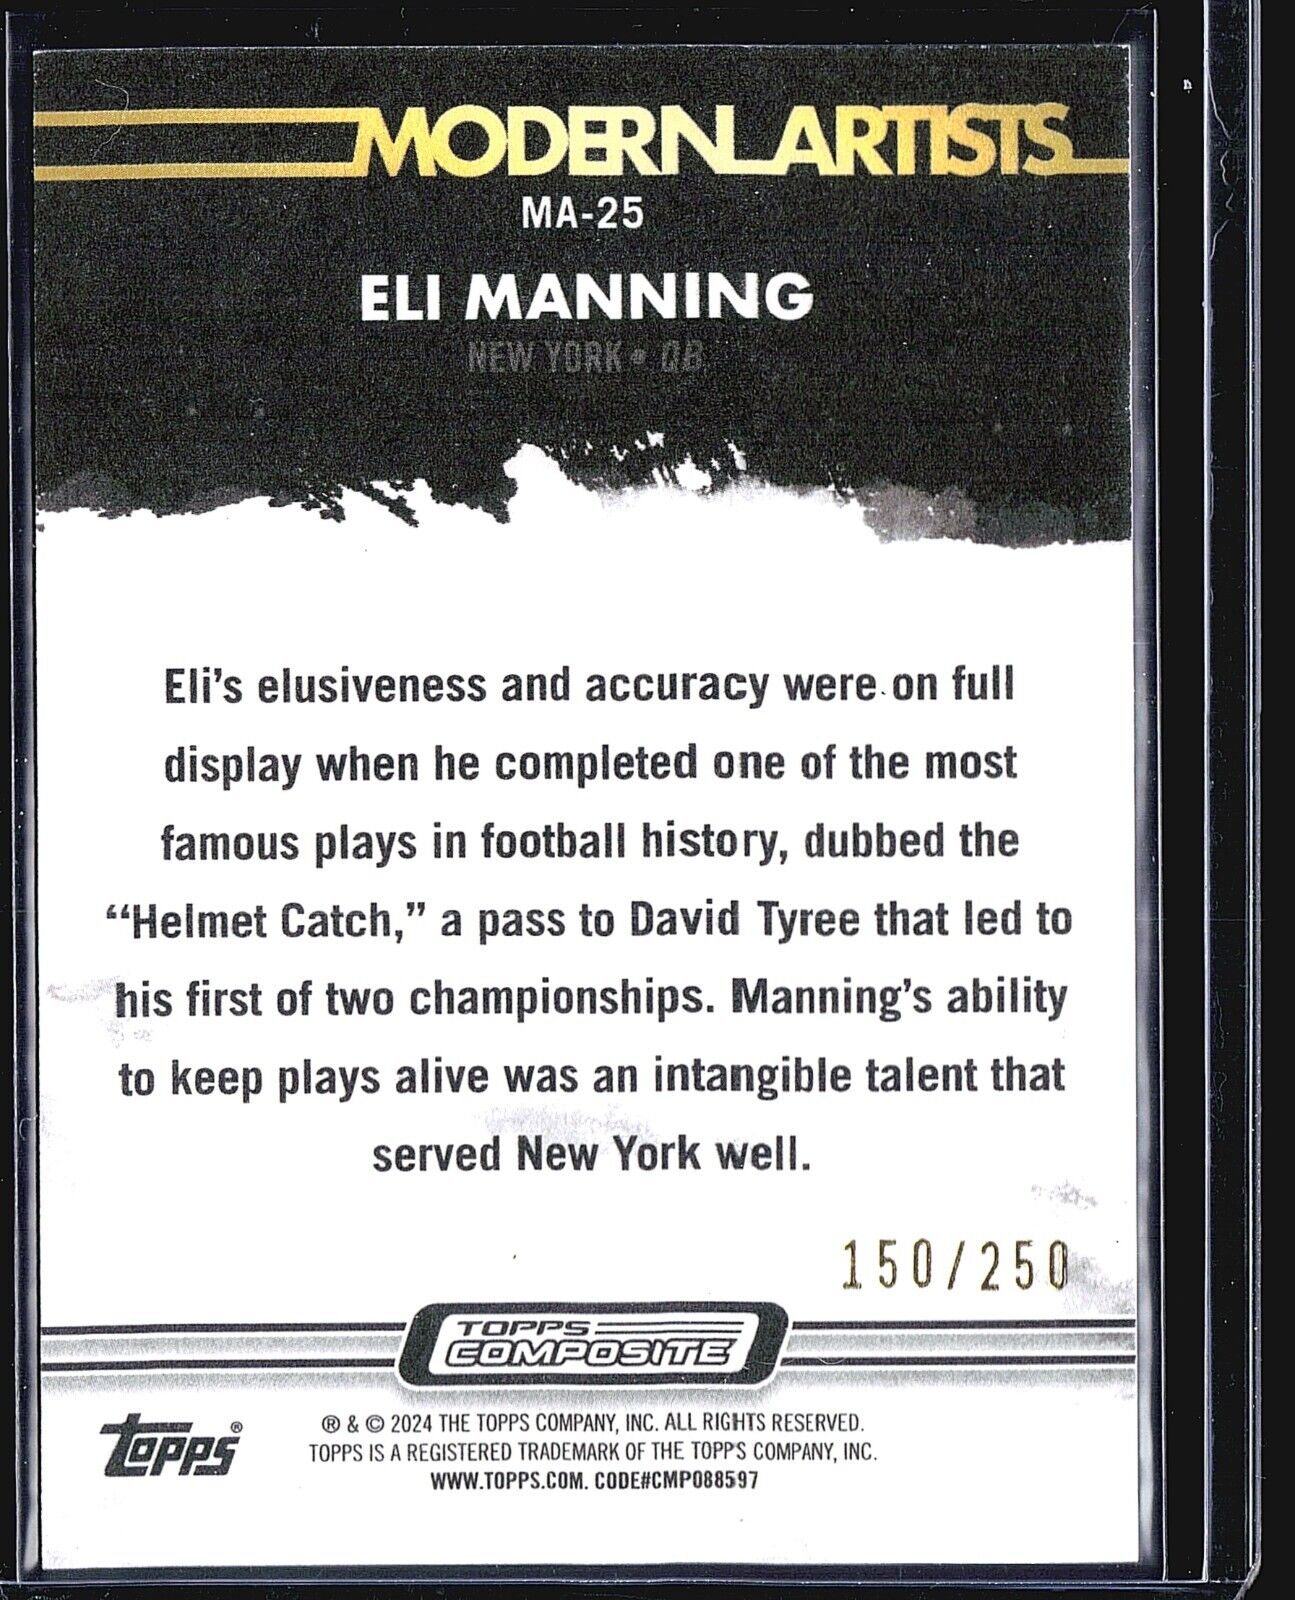 MODERN ARTISTS
MA-25
ELI MANNING
NEW YORK • QB
Eli's elusiveness and accuracy were on full
display when he completed one of the most
famous plays in football history, dubbed the
“Helmet Catch,” a pass to David Tyree that led to
his first of two championships. Manning's ability
to keep plays alive was an intangible talent that
served New York well.
150/250
TOPPS
COMPOSITE
topps®
® & © 2024 THE TOPPS COMPANY, INC. ALL RIGHTS RESERVED.
TOPPS IS A REGISTERED TRADEMARK OF THE TOPPS COMPANY, INC.
WWW.TOPPS.COM. CODE#CMP088597